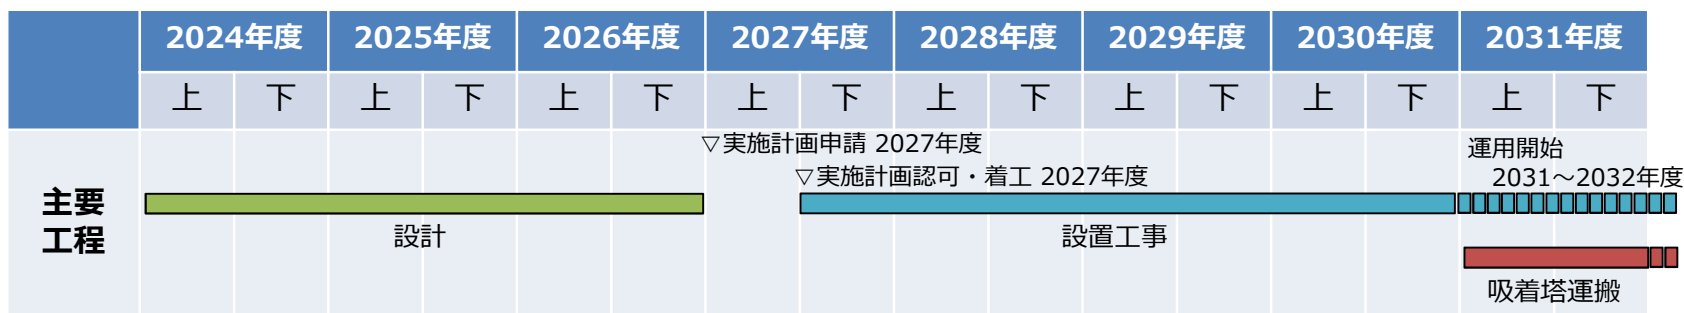 2024年度 2025年度 2026年度 2027年度 2028年度 2029年度 2030年度 2031年度
上 下 上 下 上 下 上 下 上 下 上 下 上 下 上 下
主要
工程
▽実施計画申請 2027年度
▽実施計画認可・着工 2027年度
運用開始
2031～2032年度
設計
設置工事
吸着塔運搬